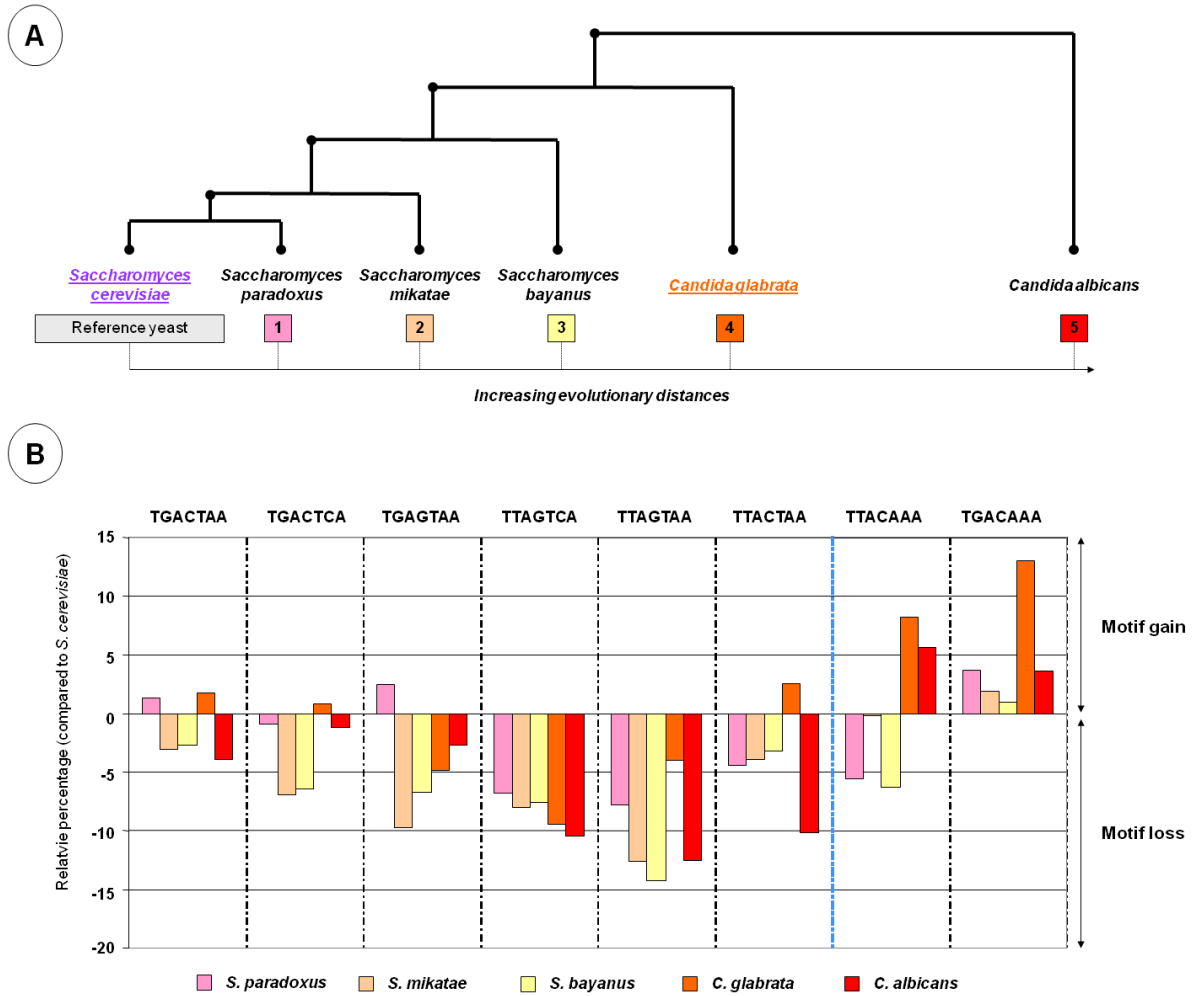 A
Saccharomyces cerevisiae
Saccharomyces paradoxus
Saccharomyces mikatae
Saccharomyces bayanus
Candida glabrata
Candida albicans
Reference yeast
1
2
3
4
5
Increasing evolutionary distances
B
TGACTAA
TGACTCA
TGAGTAA
TTAGTCA
TTAGTAA
TTACTAA
TTACAAA
TGACAAA
Relatvie percentage (compared to S. cerevisiae)
15
10
5
0
-5
-10
-15
-20
Motif gain
Motif loss
S. paradoxus
S. mikatae
S. bayanus
C. glabrata
C. albicans